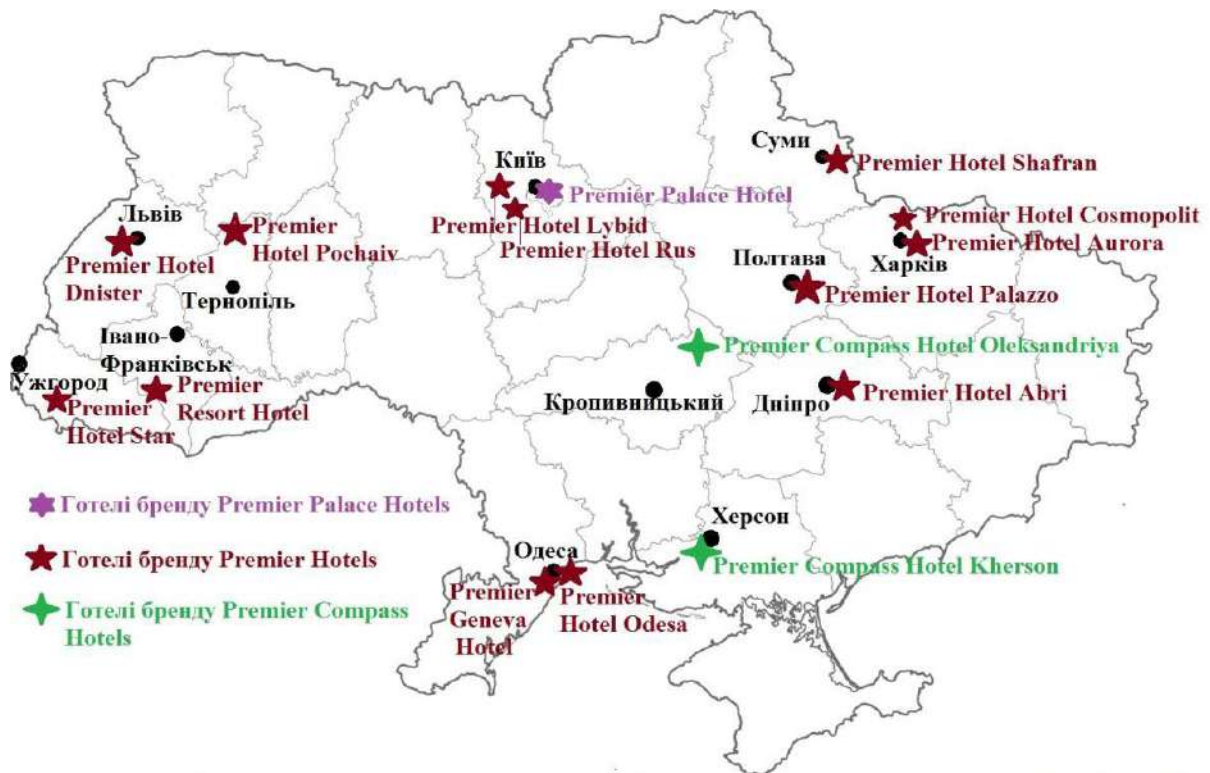 Суми
Premier Hotel Shafran
Київ
Premier Palace Hotel
Львів
Premier
Hotel Pochaiv
Premier Hotel Lybid
Premier Hotel Rus
Premier Hotel Cosmopolit
Premier Hotel Aurora
Харків
Premier Hotel
Dnister
Полтава
Premier Hotel Palazzo
Тернопіль
Івано-
Франківськ
Premier Compass Hotel Oleksandriya
Ужгород
Premier
Resort Hotel
Premier
Hotel Star
Кропивницький
Дніпро
Premier Hotel Abri
Готелі бренду Premier Palace Hotels
Готелі бренду Premier Hotels
Готелі бренду Premier Compass
Hotels
Херсон
Premier Compass Hotel Kherson
Одеса
Premier
Geneva
Hotel
Premier
Hotel Odesa